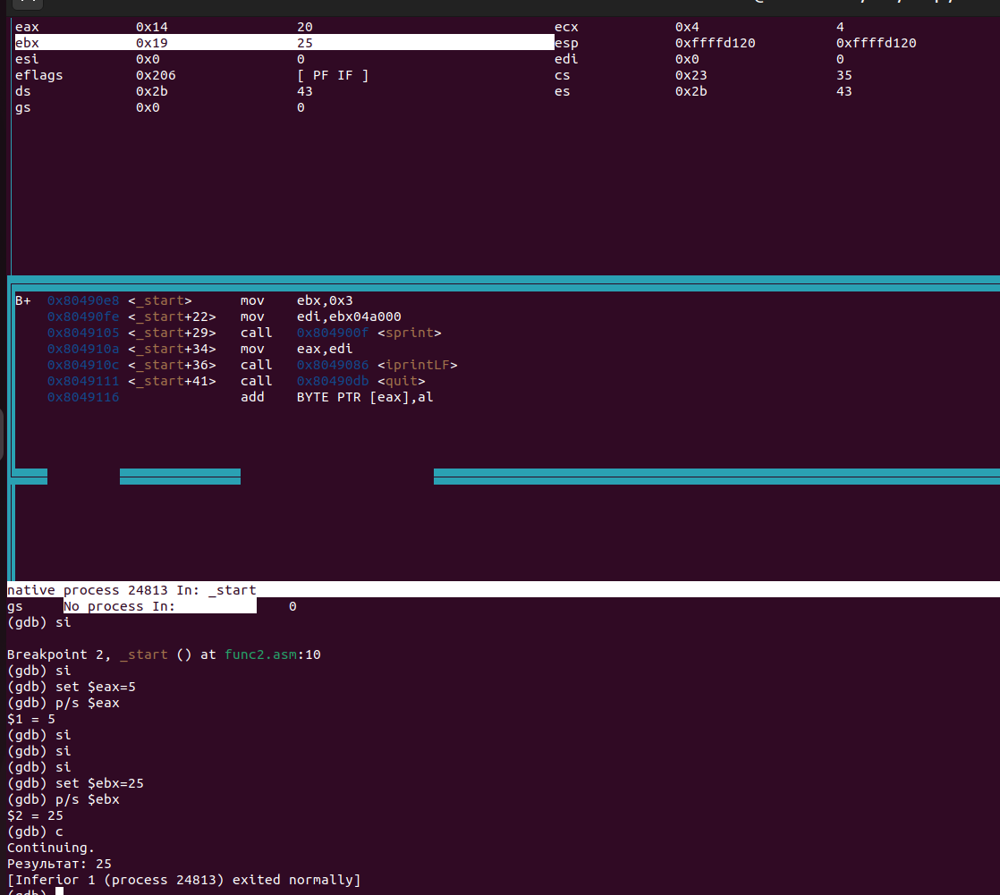 eax 0x14 20 ecx 0x4 4
ebx 0x19 25 esp 0xffffd120 0xffffd120
esi 0x0 0 edi 0x0 0
eflags 0x206 [ PF IF ] cs 0x23 35
ds 0x2b 43 es 0x2b 43
gs 0x0 0
B+ 0x80490e8 <_start> mov ebx,0x3
0x80490fe <_start+22> mov edi,ebx04a000
0x8049105 <_start+29> call 0x804900f <sprint>
0x804910a <_start+34> mov eax,edi
0x804910c <_start+36> call 0x8049086 <iprintLF>
0x8049111 <_start+41> call 0x80490db <quit>
0x8049116 add BYTE PTR [eax],al
native process 24813 In: _start
gs No process In: 0
(gdb) si
Breakpoint 2, _start () at func2.asm:10
(gdb) si
(gdb) set $eax=5
(gdb) p/s $eax
$1 = 5
(gdb) si
(gdb) si
(gdb) si
(gdb) set $ebx=25
(gdb) p/s $ebx
$2 = 25
(gdb) c
Continuing.
Результат: 25
[Inferior 1 (process 24813) exited normally]
(gdb)